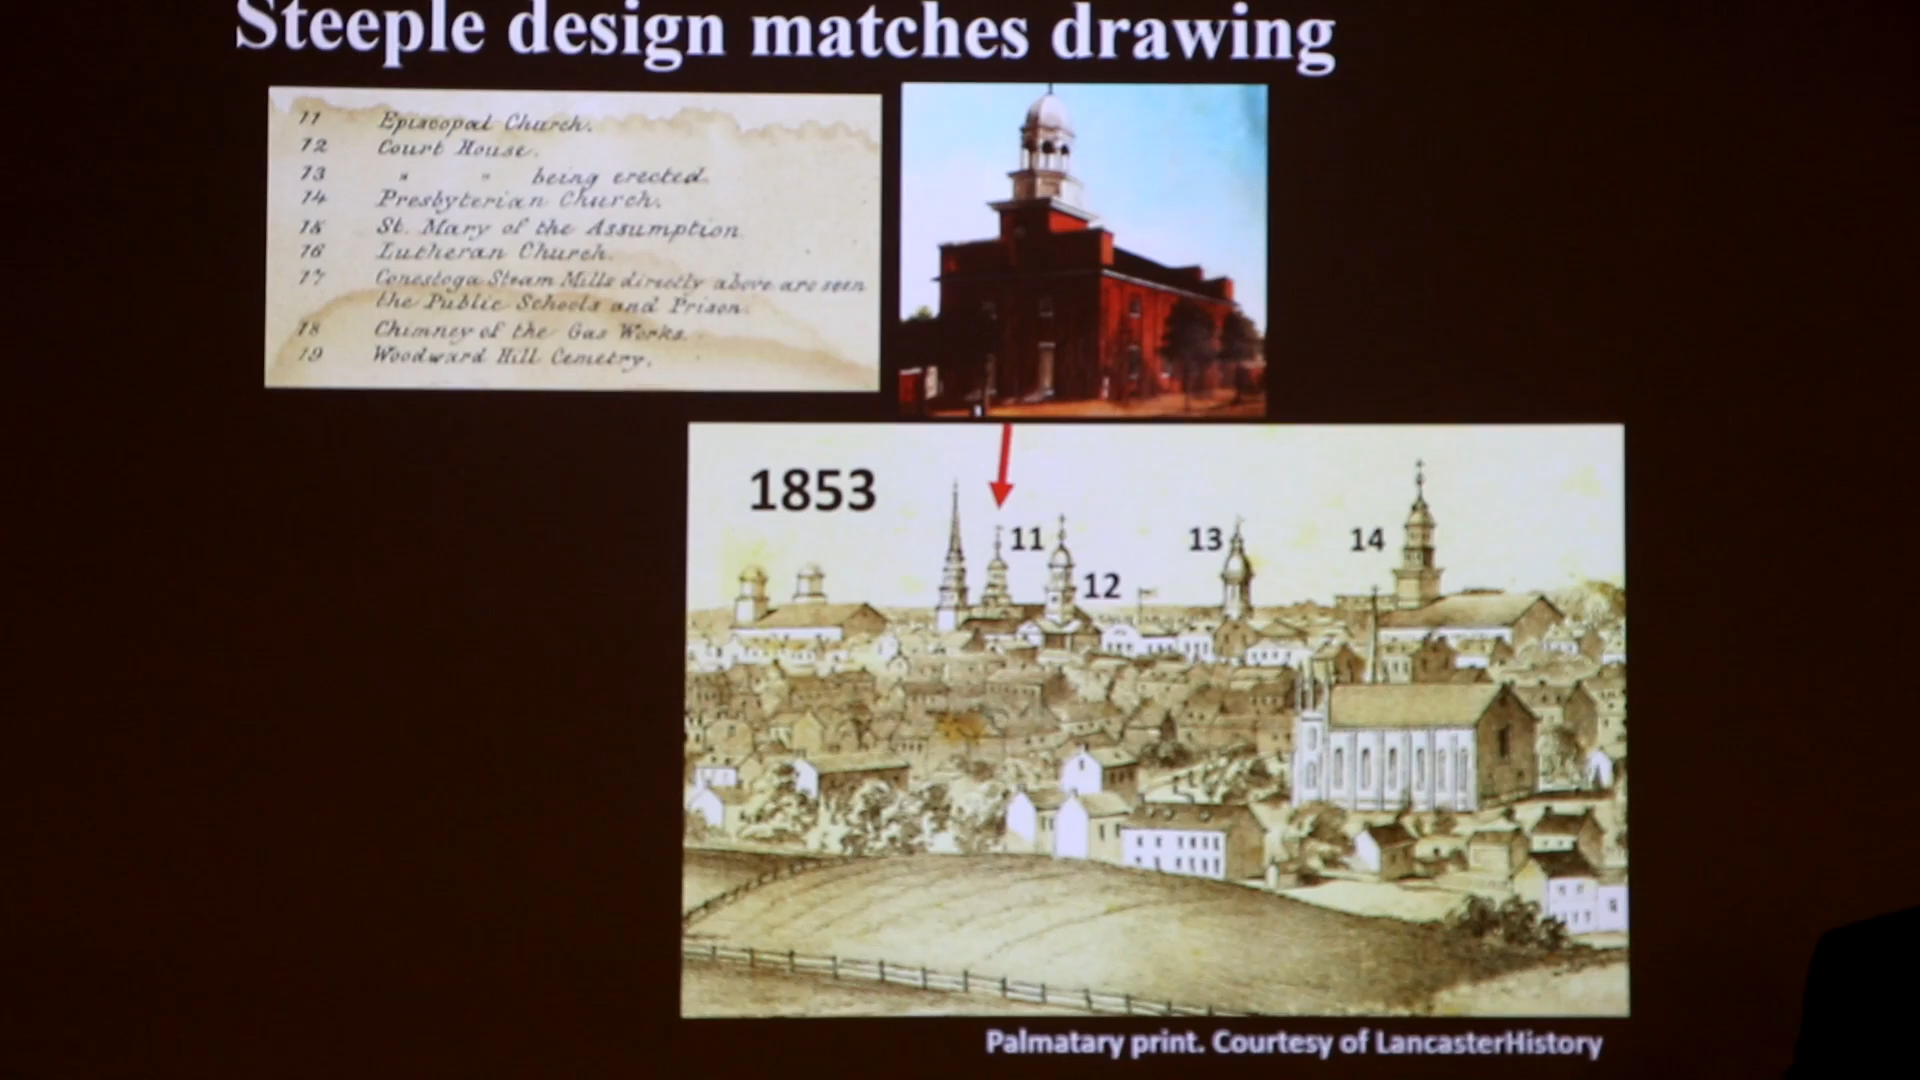 Steeple design matches drawing
11 Episcopal Church.
12 Court House.
13 " " being erected.
14 Presbyterian Church.
15 St. Mary of the Assumption.
16 Lutheran Church.
17 Conestoga Steam Mills directly above are seen
the Public Schools and Prison.
18 Chimney of the Gas Works.
19 Woodward Hill Cemetry.
1853
11
12
13
14
Palmatary print. Courtesy of LancasterHistory